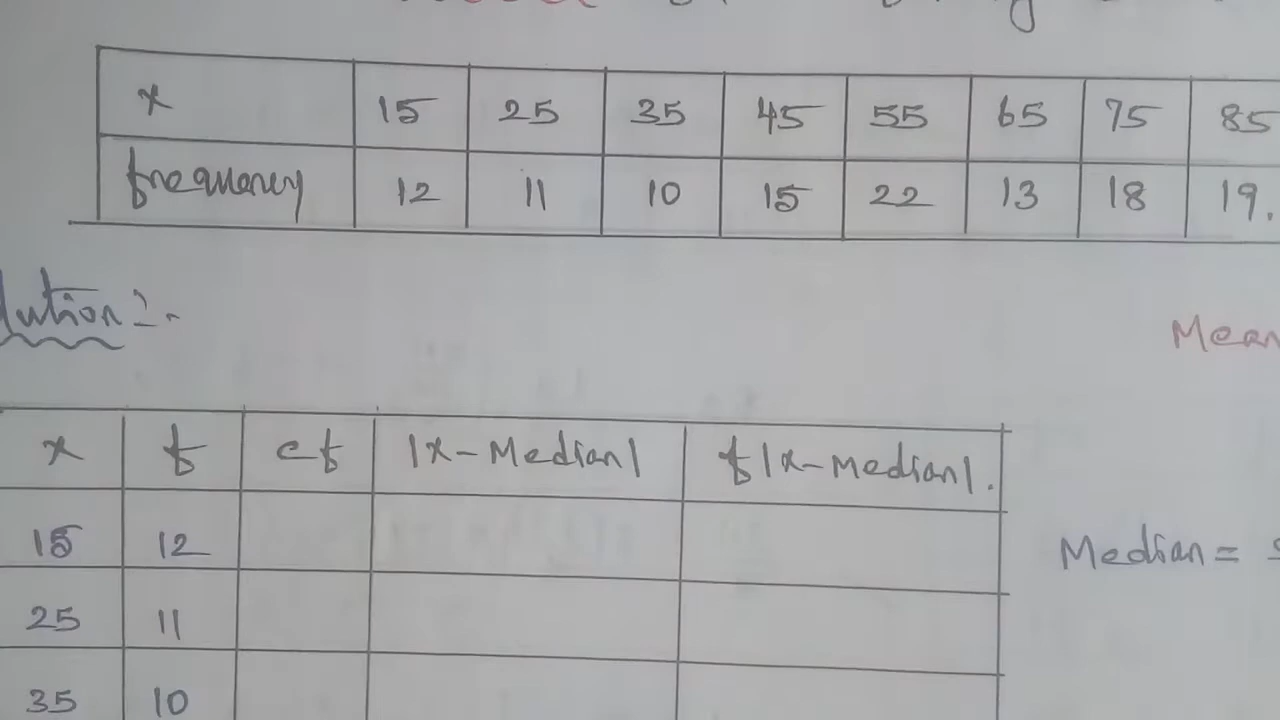 x 15 25 35 45 55 65 75 85
frequency 12 11 10 15 22 13 18 19.
Mean
x f cf |x-Median| f|x-Median|.
15 12
Median =
25 11
35 10